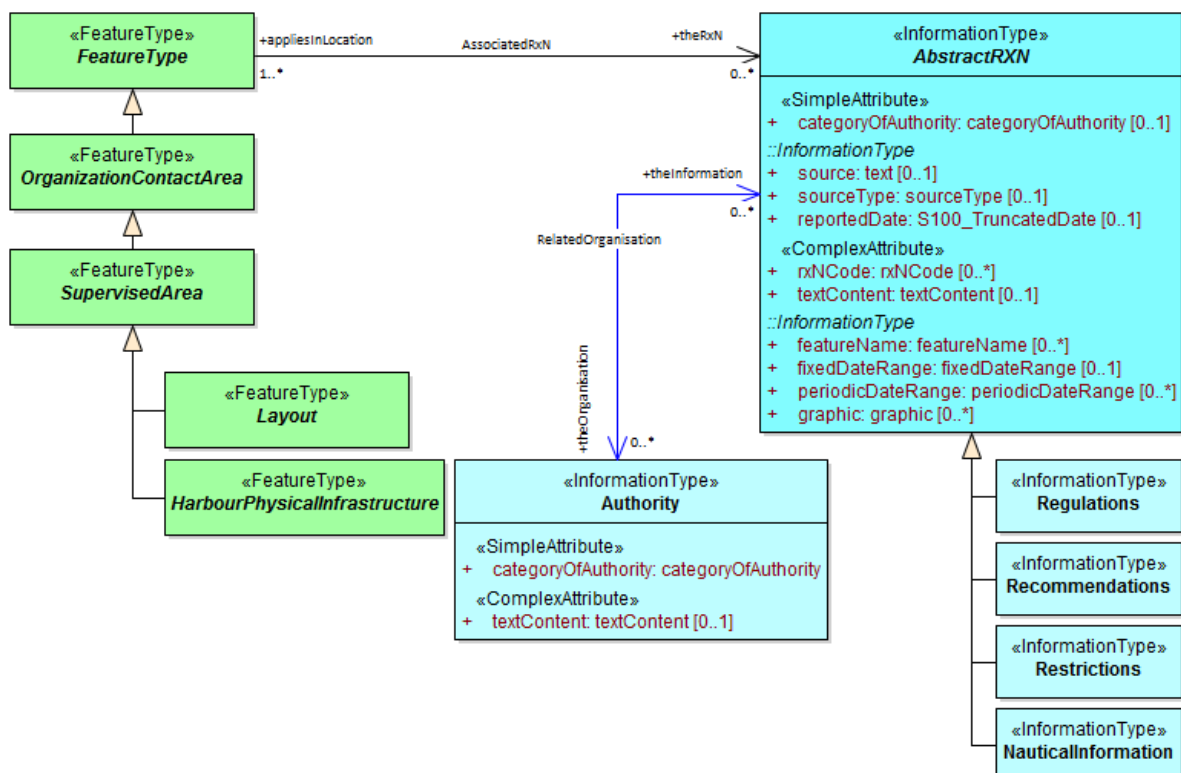 «FeatureType»
FeatureType
+appliesInLocation
AssociatedRxN
+theRxN
1..*
0..*
«InformationType»
AbstractRXN
«SimpleAttribute»
+ categoryOfAuthority: categoryOfAuthority [0..1]
::InformationType
+ source: text [0..1]
+ sourceType: sourceType [0..1]
+ reportedDate: S100_TruncatedDate [0..1]
«ComplexAttribute»
+ rxNCode: rxNCode [0..*]
+ textContent: textContent [0..1]
::InformationType
+ featureName: featureName [0..*]
+ fixedDateRange: fixedDateRange [0..1]
+ periodicDateRange: periodicDateRange [0..*]
+ graphic: graphic [0..*]
«FeatureType»
OrganizationContactArea
+theInformation
0..*
RelatedOrganisation
«FeatureType»
SupervisedArea
+theOrganisation
0..*
«FeatureType»
Layout
«FeatureType»
HarbourPhysicalInfrastructure
«InformationType»
Authority
«SimpleAttribute»
+ categoryOfAuthority: categoryOfAuthority
«ComplexAttribute»
+ textContent: textContent [0..1]
«InformationType»
Regulations
«InformationType»
Recommendations
«InformationType»
Restrictions
«InformationType»
NauticalInformation